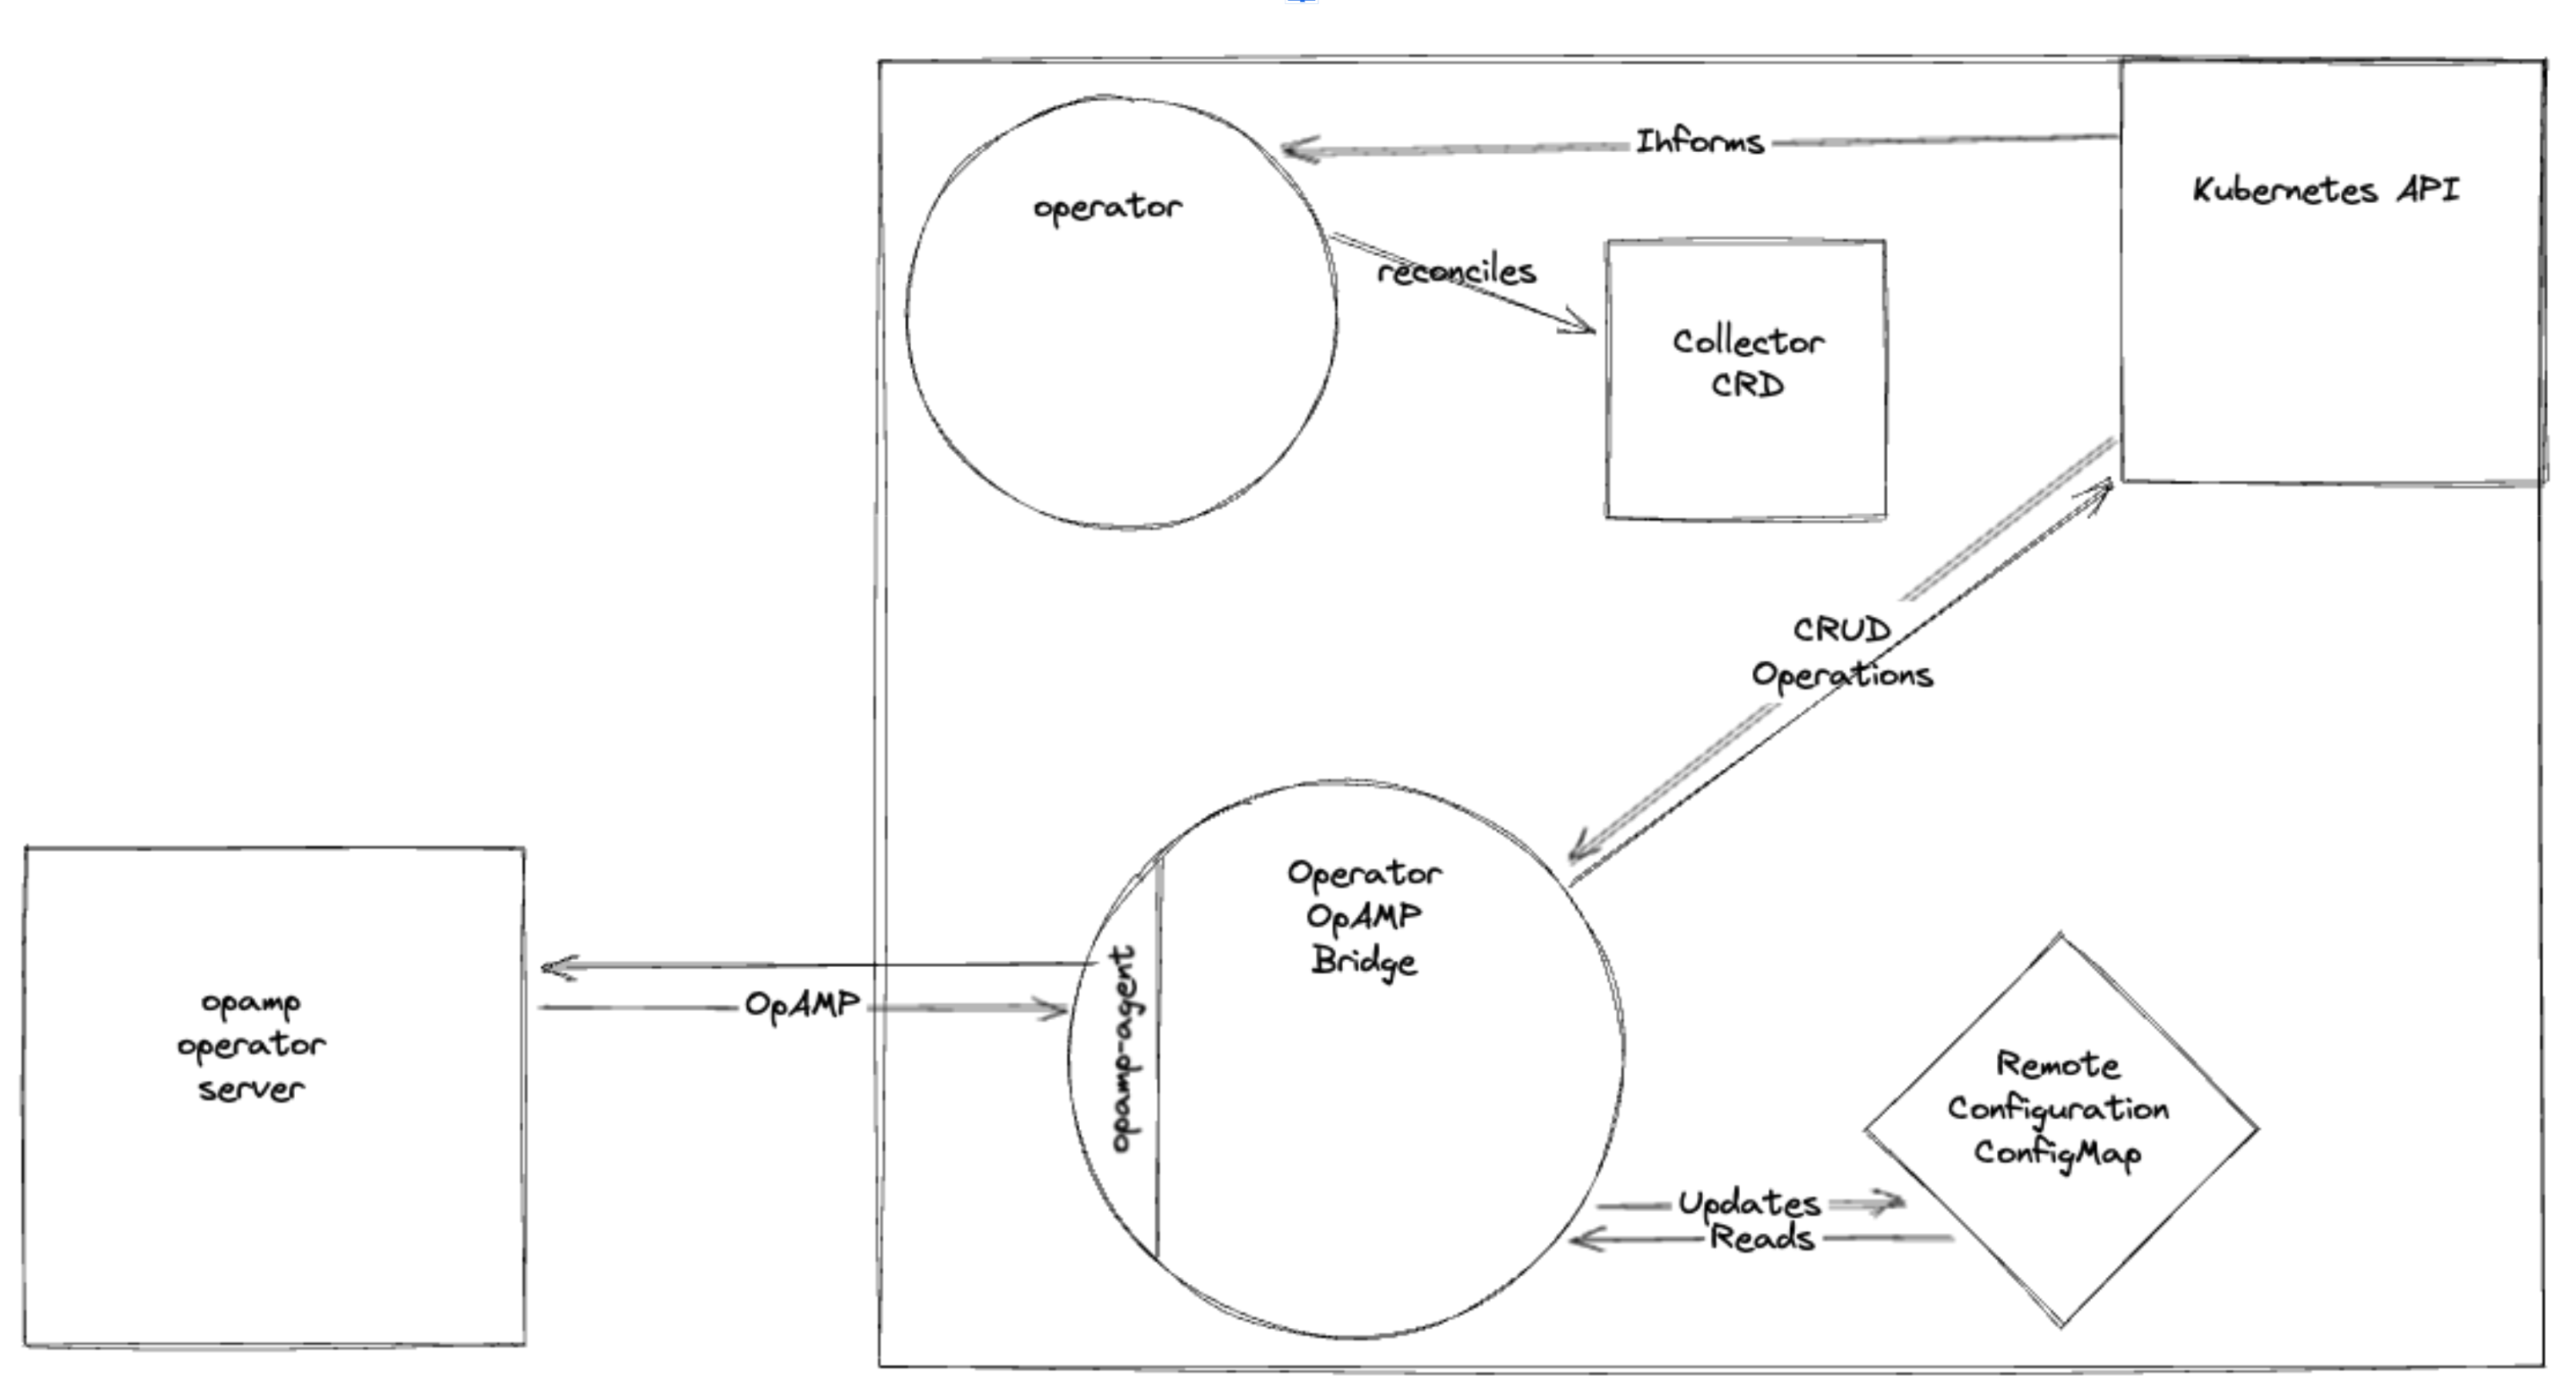 Informs
operator
Kubernetes API
reconciles
Collector
CRD
CRUD
Operations
Operator
OpAMP
Bridge
opamp-agent
OpAMP
opamp
operator
server
Remote
Configuration
ConfigMap
Updates
Reads